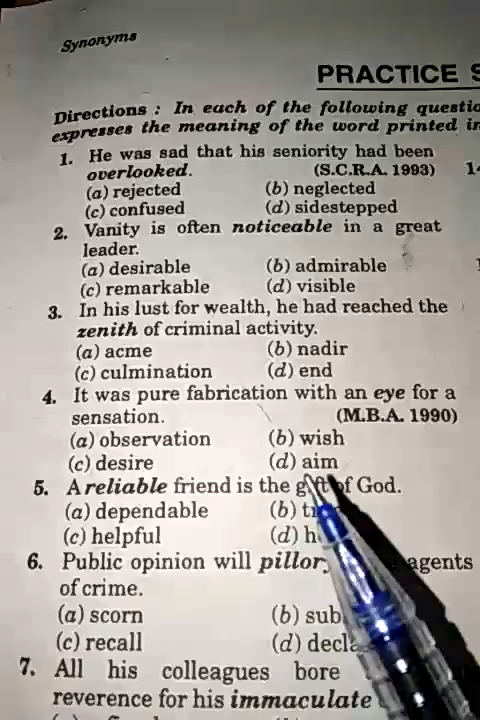 Synonyms
PRACTICE
Directions : In each of the following
expresses the meaning of the word printed
1. He was sad that his seniority had been
overlooked. (S.C.R.A. 1993)
(a) rejected (b) neglected
(c) confused (d) sidestepped
2. Vanity is often noticeable in a great
leader.
(a) desirable (b) admirable
(c) remarkable (d) visible
3. In his lust for wealth, he had reached the
zenith of criminal activity.
(a) acme (b) nadir
(c) culmination (d) end
4. It was pure fabrication with an eye for a
sensation. (M.B.A. 1990)
(a) observation (b) wish
(c) desire (d) aim
5. A reliable friend is the gift of God.
(a) dependable (b)
(c) helpful (d)
6. Public opinion will agents
of crime.
(a) scorn (b)
(c) recall (d)
7. All his colleagues bore
reverence for his immaculate